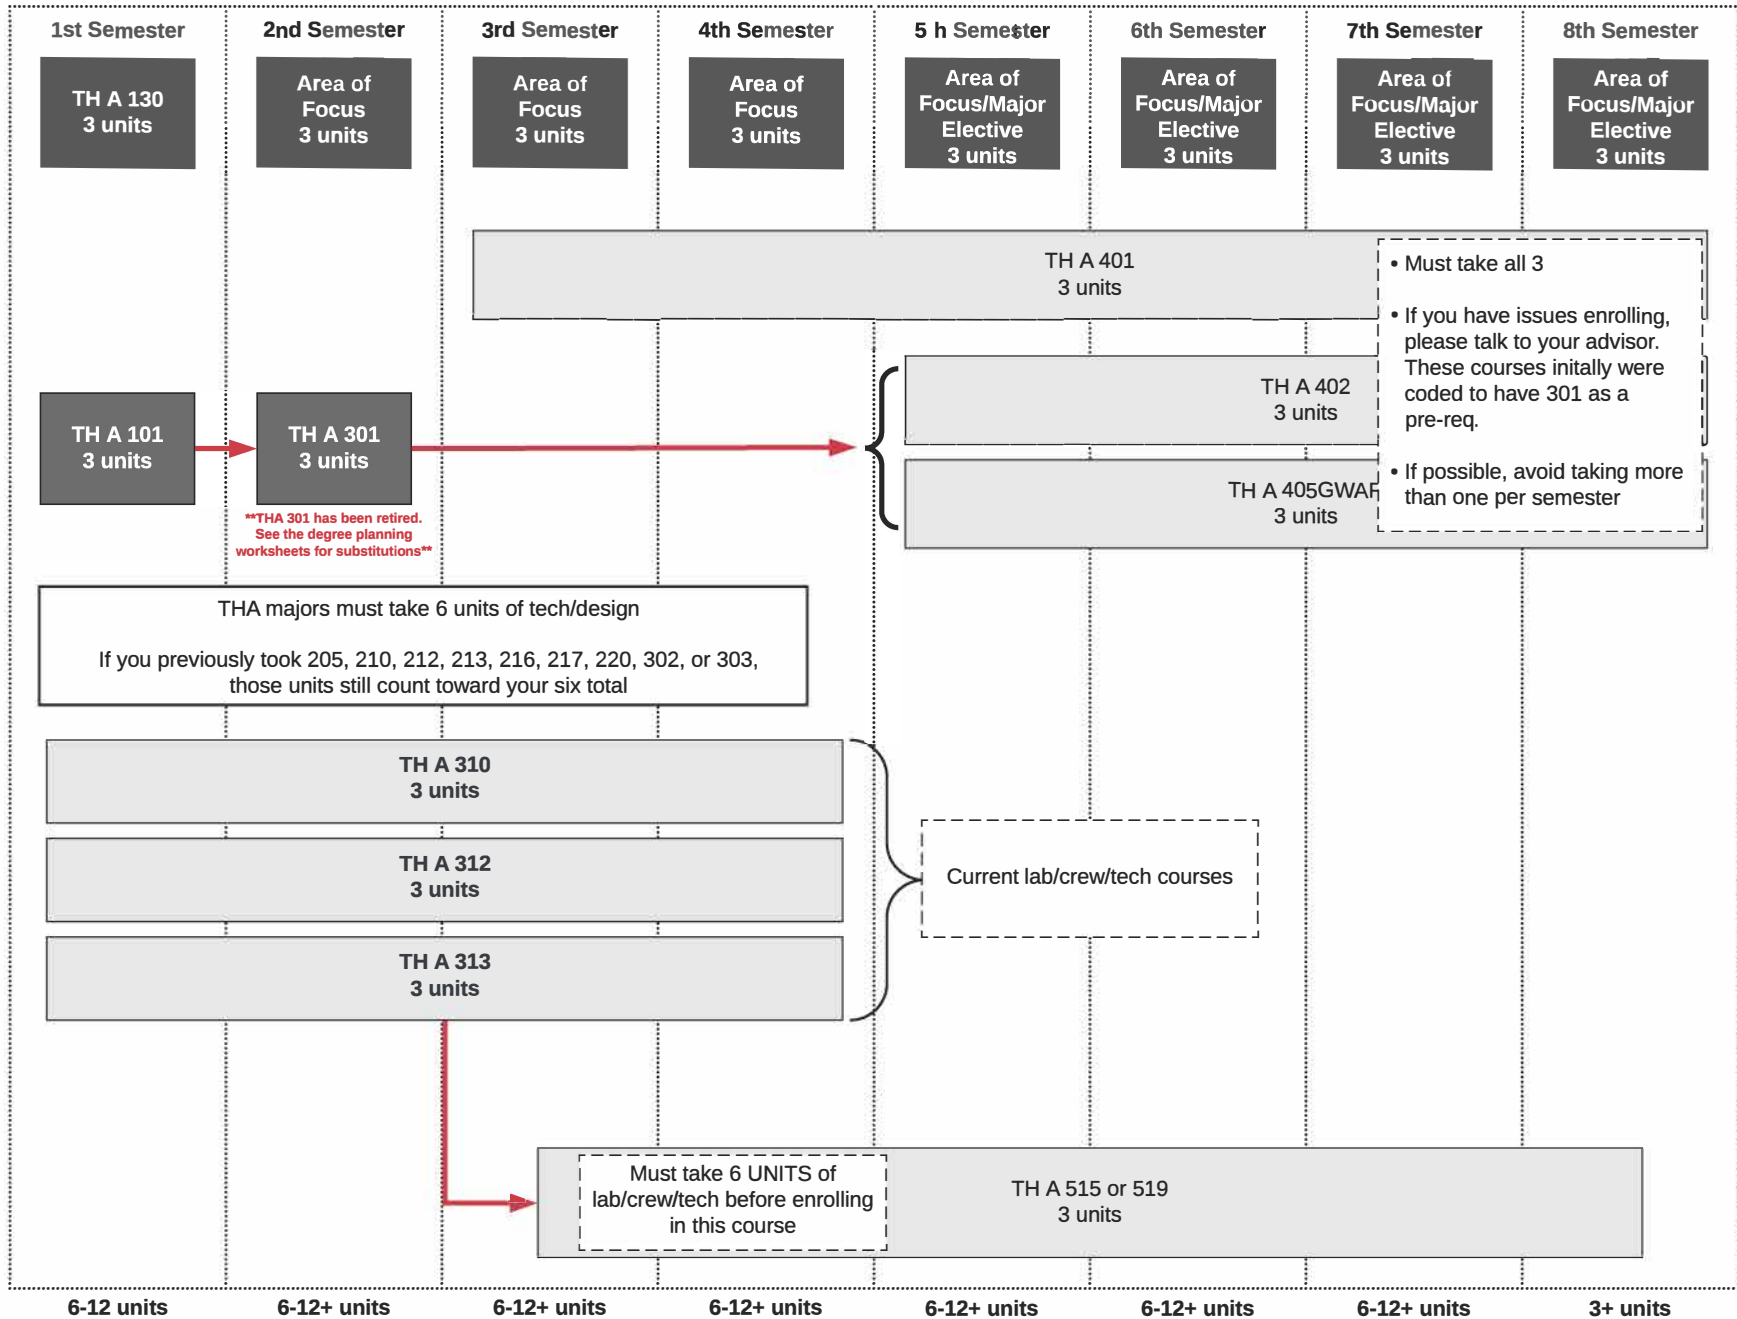 1st Semester
2nd Semester
3rd Semester
4th Semester
5 h Semester
6th Semester
7th Semester
8th Semester
TH A 130
3 units
Area of
Focus
3 units
Area of
Focus
3 units
Area of
Focus
3 units
Area of
Focus/Major
Elective
3 units
Area of
Focus/Major
Elective
3 units
Area of
Focus/Major
Elective
3 units
Area of
Focus/Major
Elective
3 units
TH A 401
3 units
• Must take all 3
• If you have issues enrolling,
please talk to your advisor.
These courses initally were
coded to have 301 as a
pre-req.
• If possible, avoid taking more
than one per semester
TH A 402
3 units
TH A 101
3 units
TH A 301
3 units
TH A 405GWAR
3 units
**THA 301 has been retired.
See the degree planning
worksheets for substitutions**
THA majors must take 6 units of tech/design
If you previously took 205, 210, 212, 213, 216, 217, 220, 302, or 303,
those units still count toward your six total
TH A 310
3 units
TH A 312
3 units
Current lab/crew/tech courses
TH A 313
3 units
Must take 6 UNITS of
lab/crew/tech before enrolling
in this course
TH A 515 or 519
3 units
6-12 units
6-12+ units
6-12+ units
6-12+ units
6-12+ units
6-12+ units
6-12+ units
3+ units